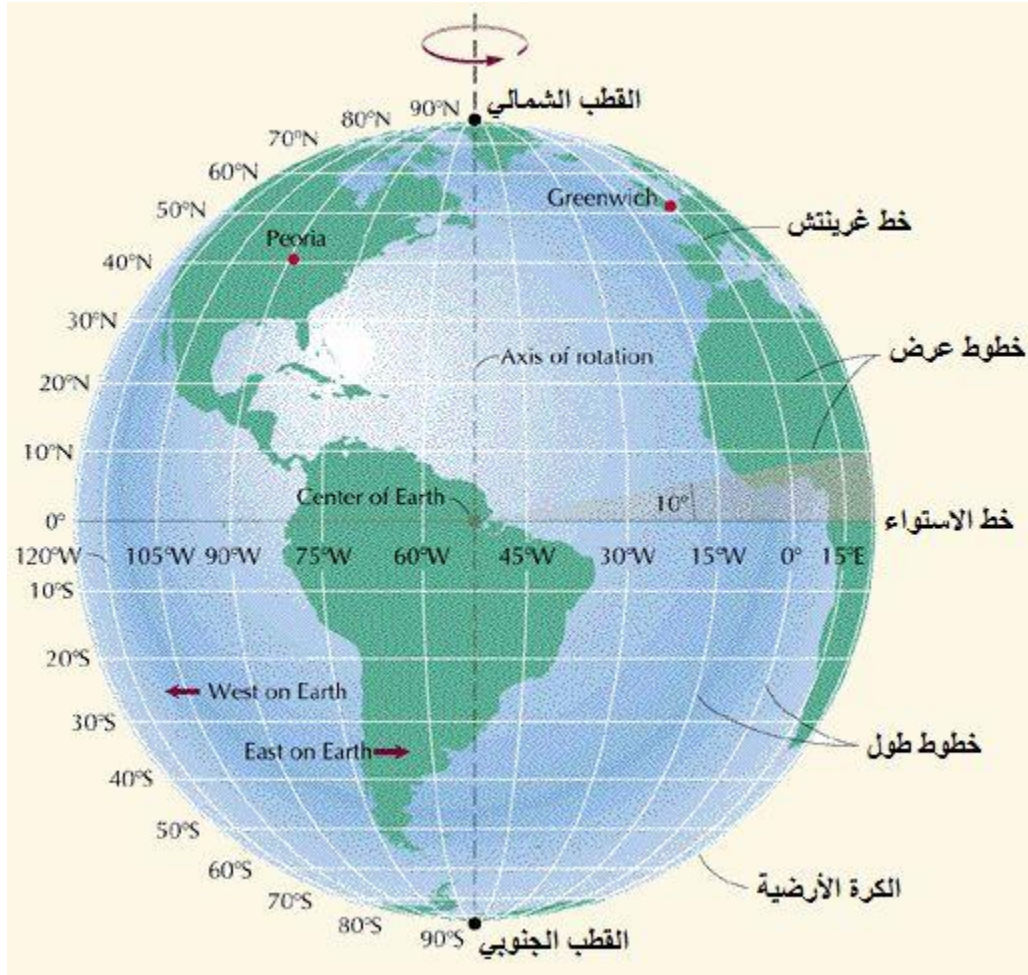 القطب الشمالي
90°N
80°N
70°N
60°N
50°N
40°N
30°N
20°N
10°N
0°
Greenwich
خط غرينتش
Peoria
خطوط عرض
Axis of rotation
Center of Earth
10°
خط الاستواء
120°W 105°W 90°W 75°W 60°W 45°W 30°W 15°W 0° 15°E
10°S
20°S
West on Earth
30°S
East on Earth
خطوط طول
40°S
50°S
60°S
70°S
80°S
90°S
الكرة الأرضية
القطب الجنوبي